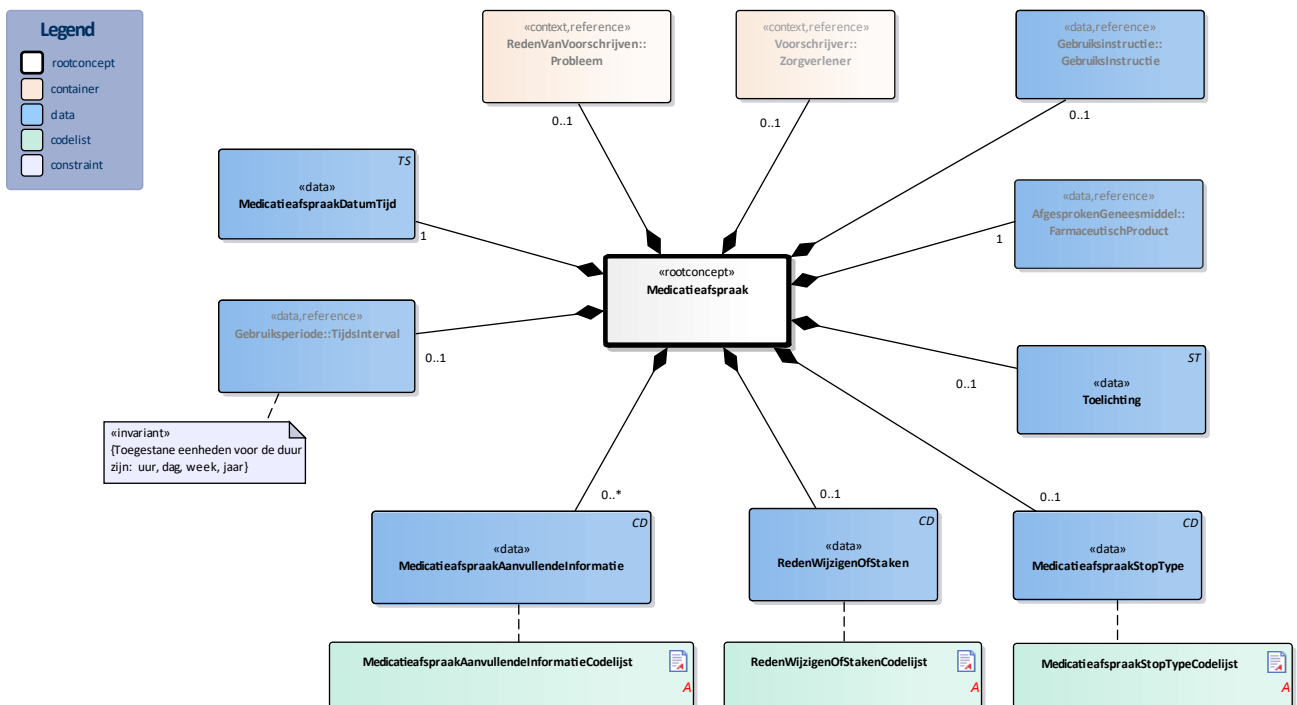 Legend
rootconcept
container
data
codelist
constraint
«context,reference»
RedenVanVoorschrijven::
Probleem
0..1
«context,reference»
Voorschrijver::
Zorgverlener
0..1
«data,reference»
Gebruiksinstructie::
GebruiksInstructie
0..1
TS
«data»
MedicatieafspraakDatumTijd
1
«data,reference»
AfgesprokenGeneesmiddel::
FarmaceutischProduct
1
«rootconcept»
Medicatieafspraak
«data,reference»
Gebruiksperiode::TijdsInterval
0..1
ST
«data»
Toelichting
0..1
«invariant»
{Toegestane eenheden voor de duur
zijn:  uur, dag, week, jaar}
0..*
0..1
0..1
CD
«data»
MedicatieafspraakAanvullendeInformatie
CD
«data»
RedenWijzigenOfStaken
CD
«data»
MedicatieafspraakStopType
MedicatieafspraakAanvullendeInformatieCodelijst
A
RedenWijzigenOfStakenCodelijst
A
MedicatieafspraakStopTypeCodelijst
A